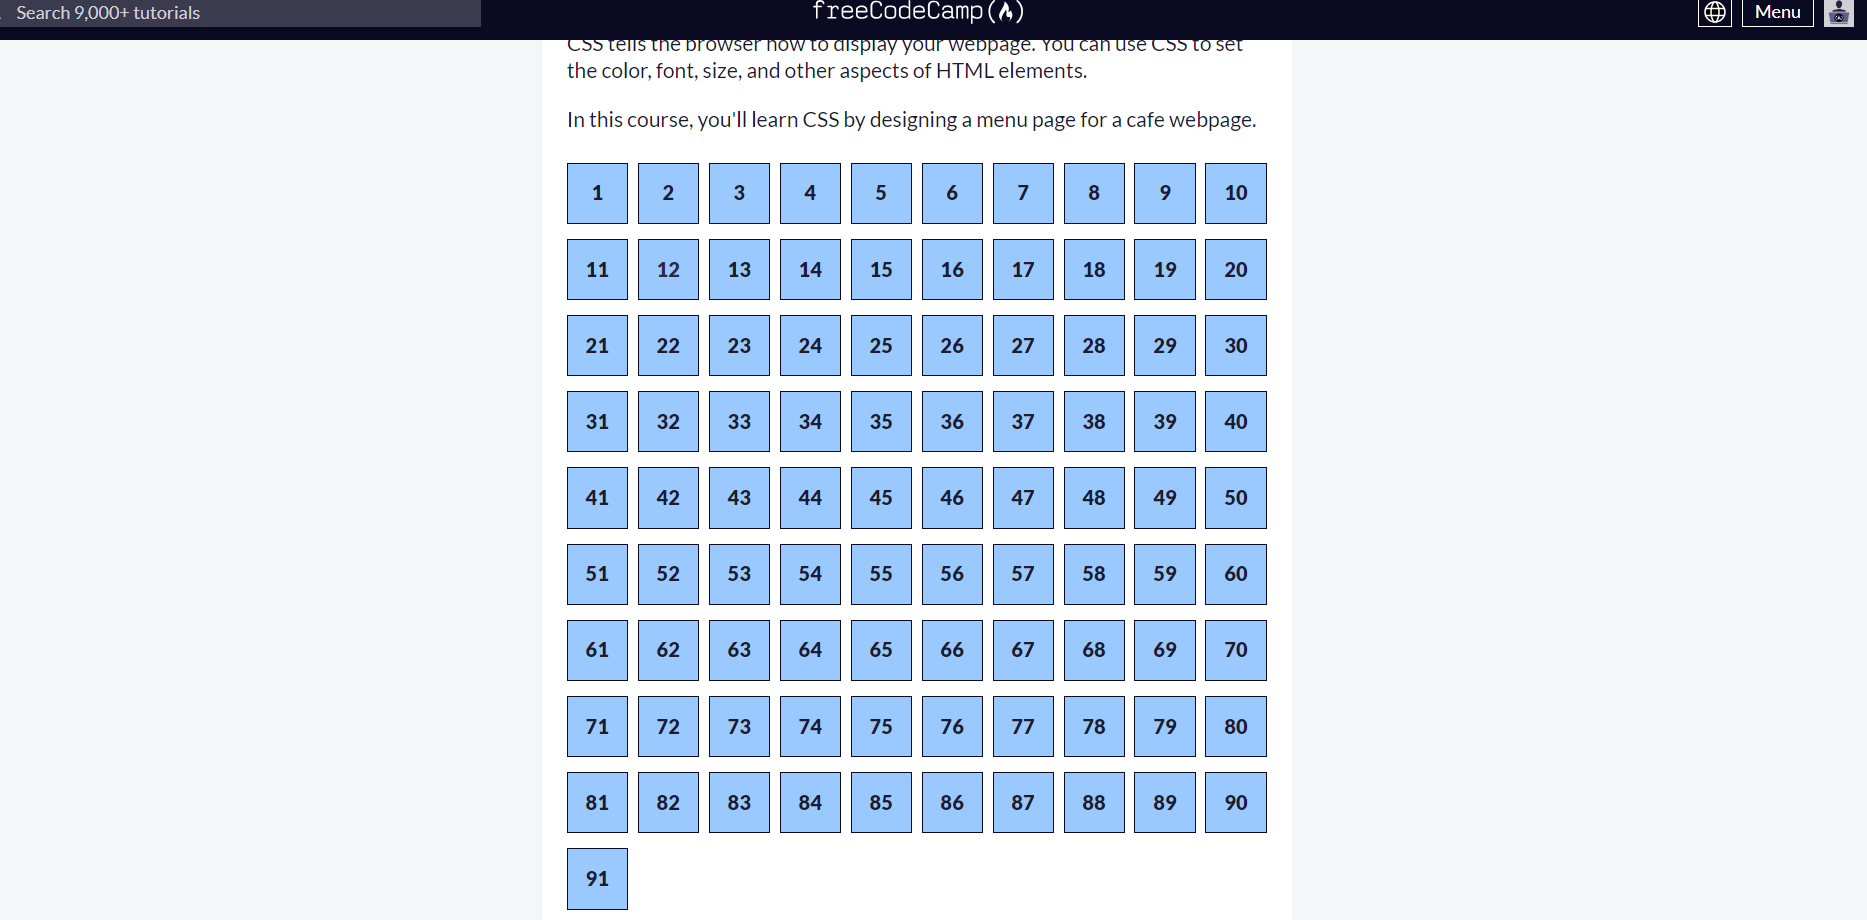 Search 9,000+ tutorials
freeCodeCamp
Menu
CSS tells the browser how to display your webpage. You can use CSS to set
the color, font, size, and other aspects of HTML elements.
In this course, you'll learn CSS by designing a menu page for a cafe webpage.
1 2 3 4 5 6 7 8 9 10
11 12 13 14 15 16 17 18 19 20
21 22 23 24 25 26 27 28 29 30
31 32 33 34 35 36 37 38 39 40
41 42 43 44 45 46 47 48 49 50
51 52 53 54 55 56 57 58 59 60
61 62 63 64 65 66 67 68 69 70
71 72 73 74 75 76 77 78 79 80
81 82 83 84 85 86 87 88 89 90
91